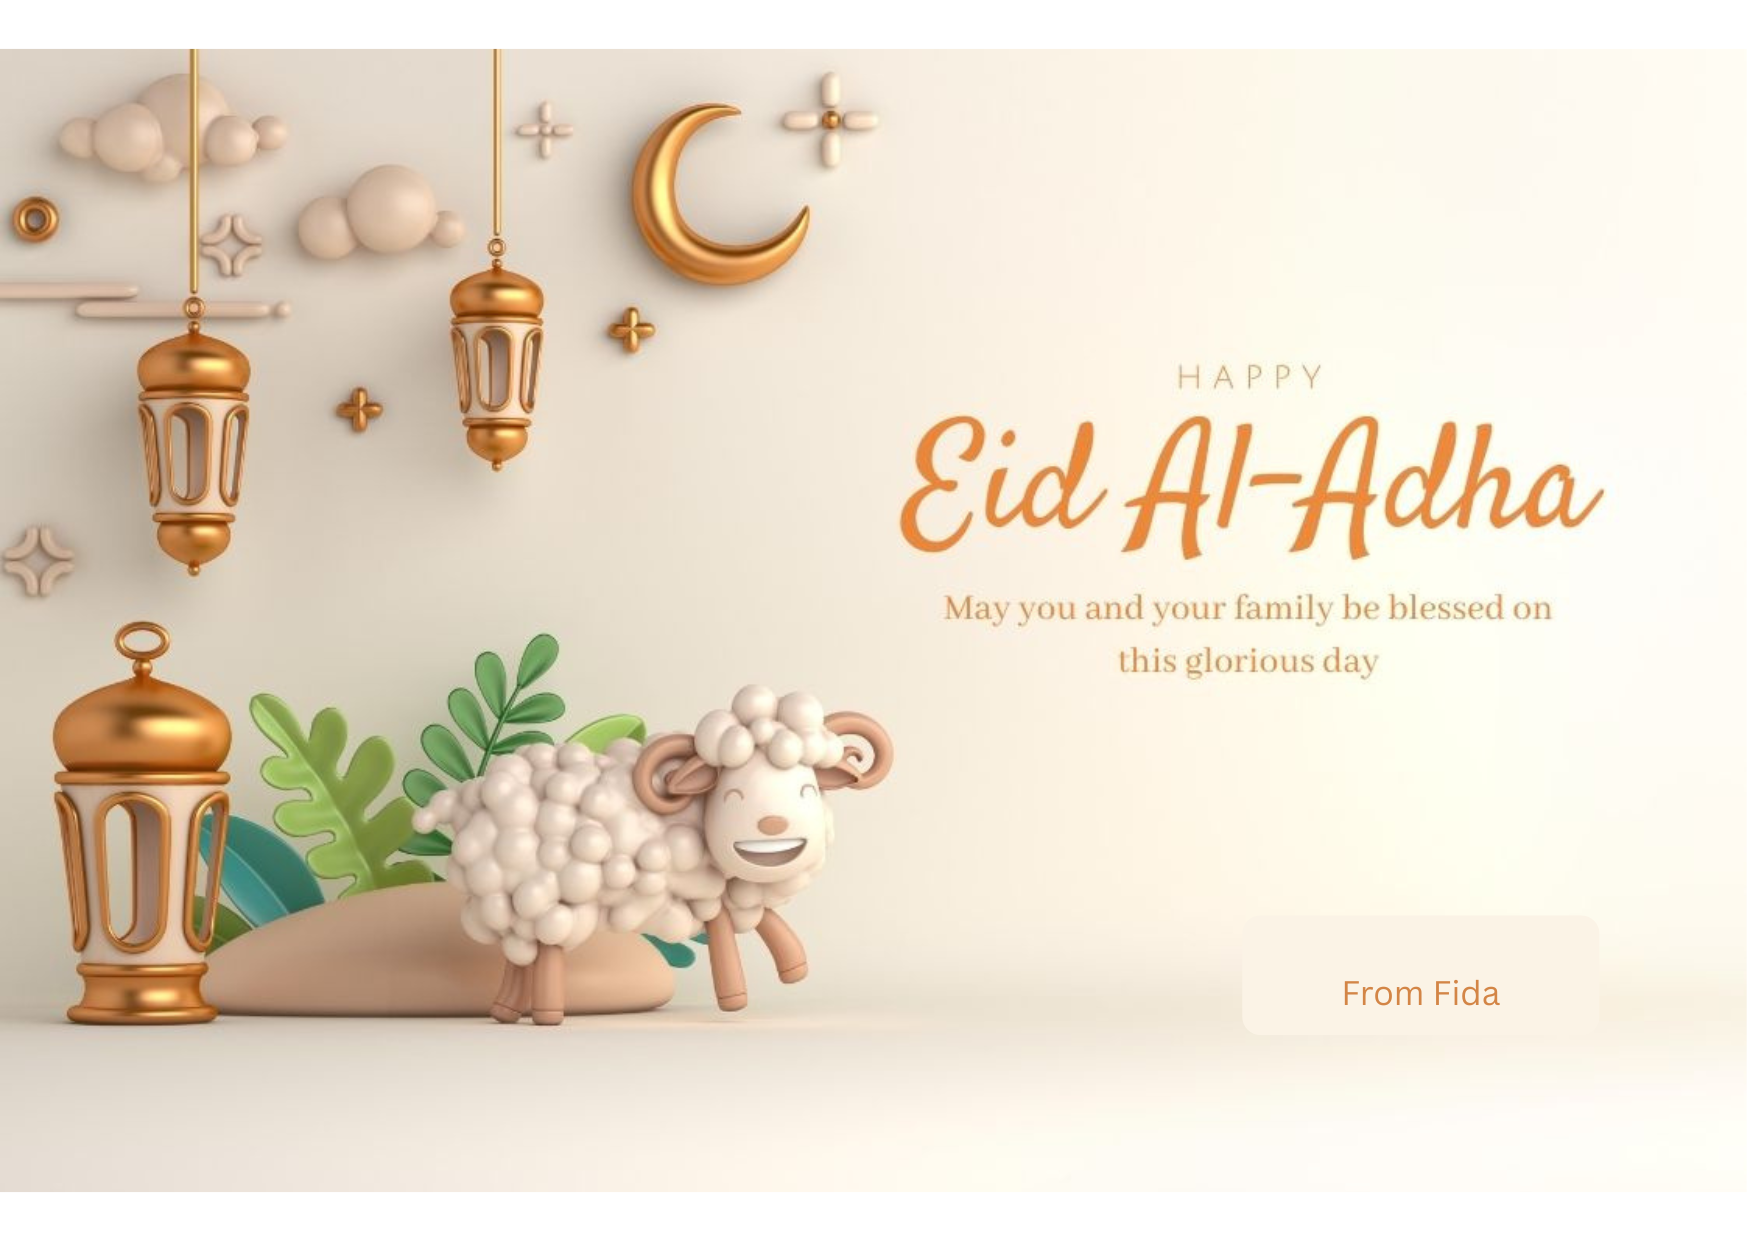 HAPPY
Eid Al-Adha
May you and your family be blessed on
this glorious day
From Fida